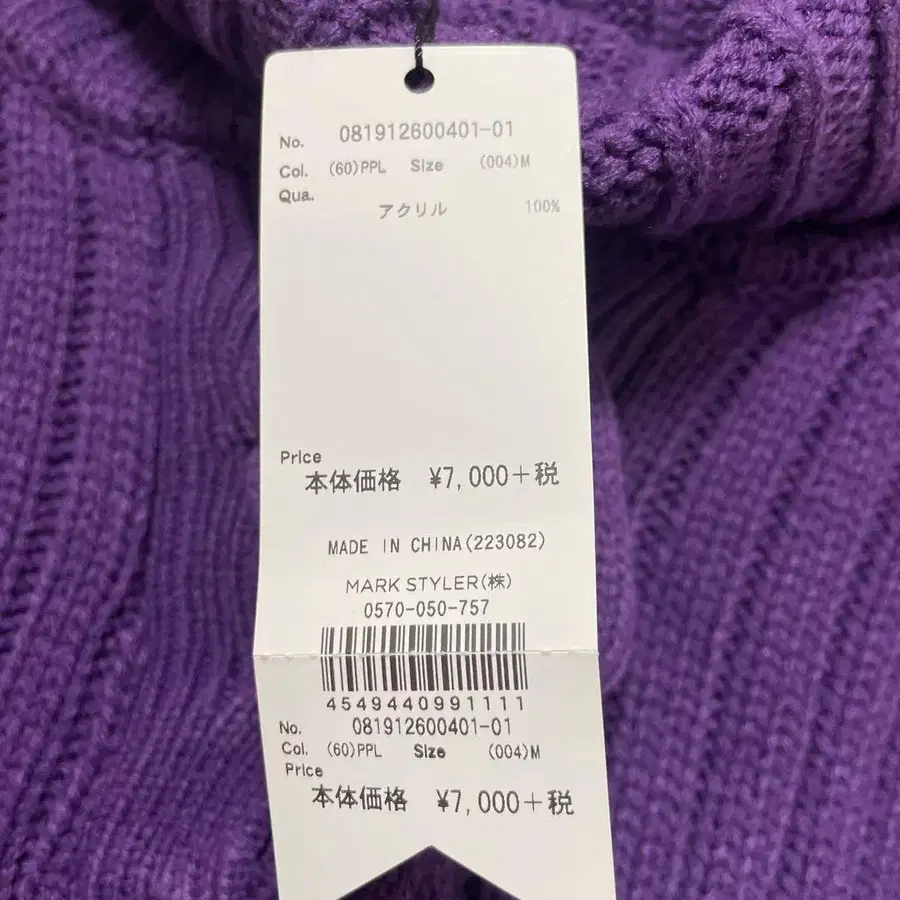 No. 081912600401-01
Col. (60)PPL Size (004)M
Qua.
アクリル 100%
Price
本体価格 ¥7,000+税
MADE IN CHINA(223082)
MARK STYLER(株)
0570-050-757
4549440991111
No. 081912600401-01
Col. (60)PPL Size (004)M
Price
本体価格 ¥7,000+税